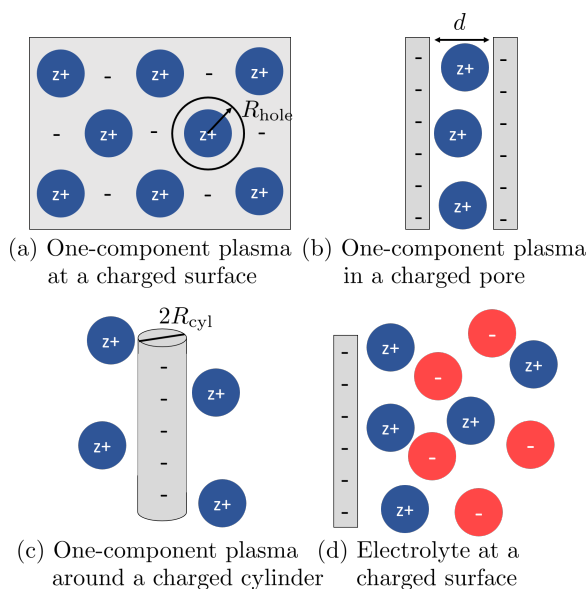 z+ - z+ - z+
R_hole
- z+ - z+ -
z+ - z+ - z+
(a) One-component plasma
at a charged surface
d
- z+ -
- -
- z+ -
- -
- z+ -
- -
(b) One-component plasma
in a charged pore
2R_cyl
z+
-
- z+
-
z+ -
-
z+
(c) One-component plasma
around a charged cylinder
-
- z+ z+
- - -
- z+ z+ -
- -
- z+ -
(d) Electrolyte at a
charged surface